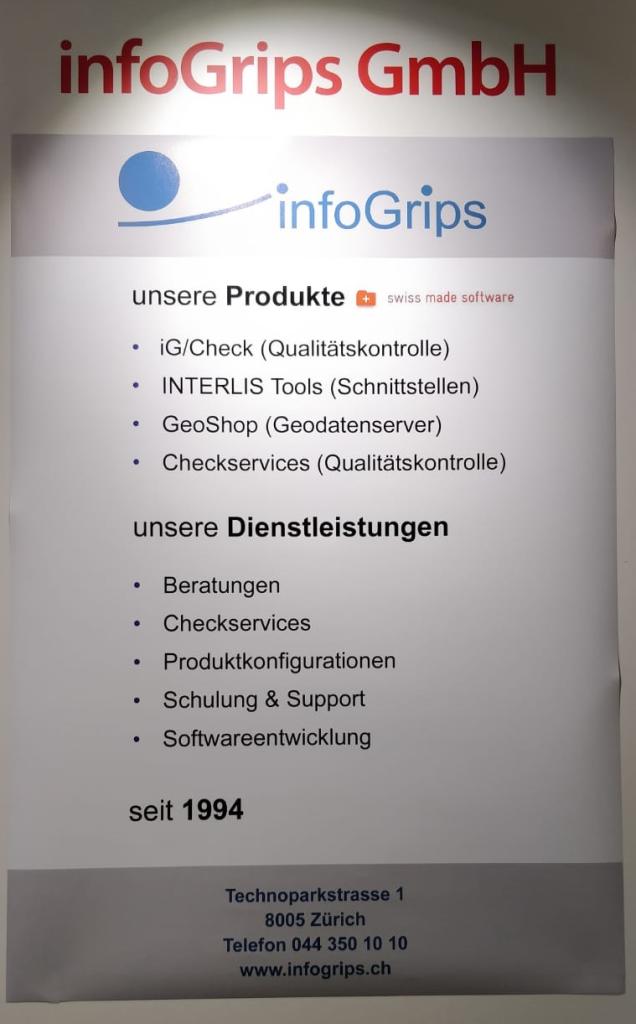 infoGrips GmbH
infoGrips
unsere Produkte swiss made software
• iG/Check (Qualitätskontrolle)
• INTERLIS Tools (Schnittstellen)
• GeoShop (Geodatenserver)
• Checkservices (Qualitätskontrolle)
unsere Dienstleistungen
• Beratungen
• Checkservices
• Produktkonfigurationen
• Schulung & Support
• Softwareentwicklung
seit 1994
Technoparkstrasse 1
8005 Zürich
Telefon 044 350 10 10
www.infogrips.ch